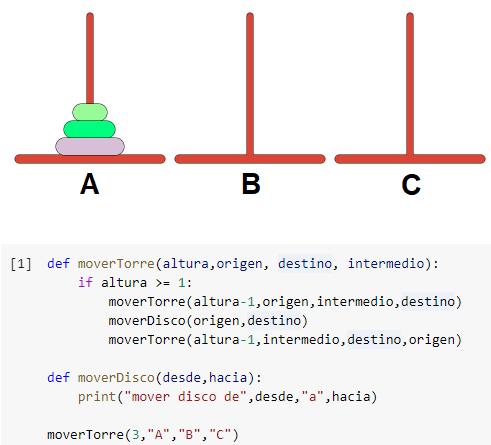 A B C
[1] def moverTorre(altura,origen, destino, intermedio):
        if altura >= 1:
            moverTorre(altura-1,origen,intermedio,destino)
            moverDisco(origen,destino)
            moverTorre(altura-1,intermedio,destino,origen)

    def moverDisco(desde,hacia):
        print("mover disco de",desde,"a",hacia)

    moverTorre(3,"A","B","C")